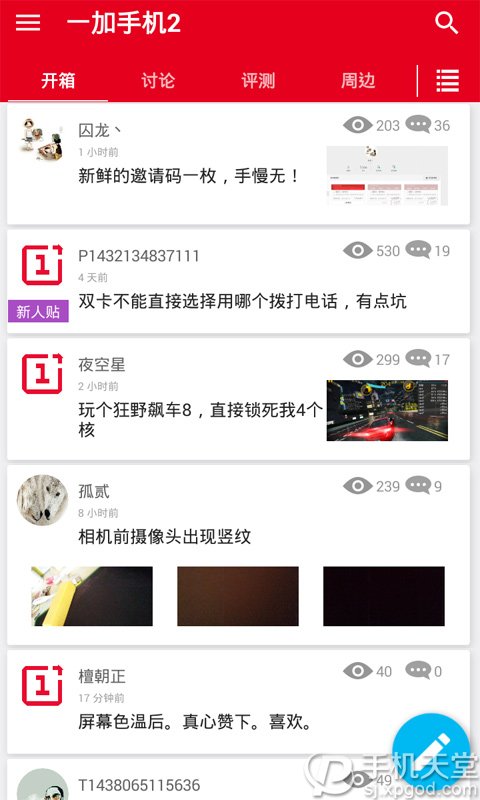 一加手机2
开箱 讨论 评测 周边
囚龙丶 203 36
1 小时前
新鲜的邀请码一枚，手慢无！
P1432134837111 530 19
4 天前
新人贴 双卡不能直接选择用哪个拨打电话，有点坑
夜空星 299 17
2 小时前
玩个狂野飙车8，直接锁死我4个
核
孤贰 239 9
8 小时前
相机前摄像头出现竖纹
檀朝正 40 0
17 分钟前
屏幕色温后。真心赞下。喜欢。
T1438065115636 49
手机天堂
sj.xpgod.com